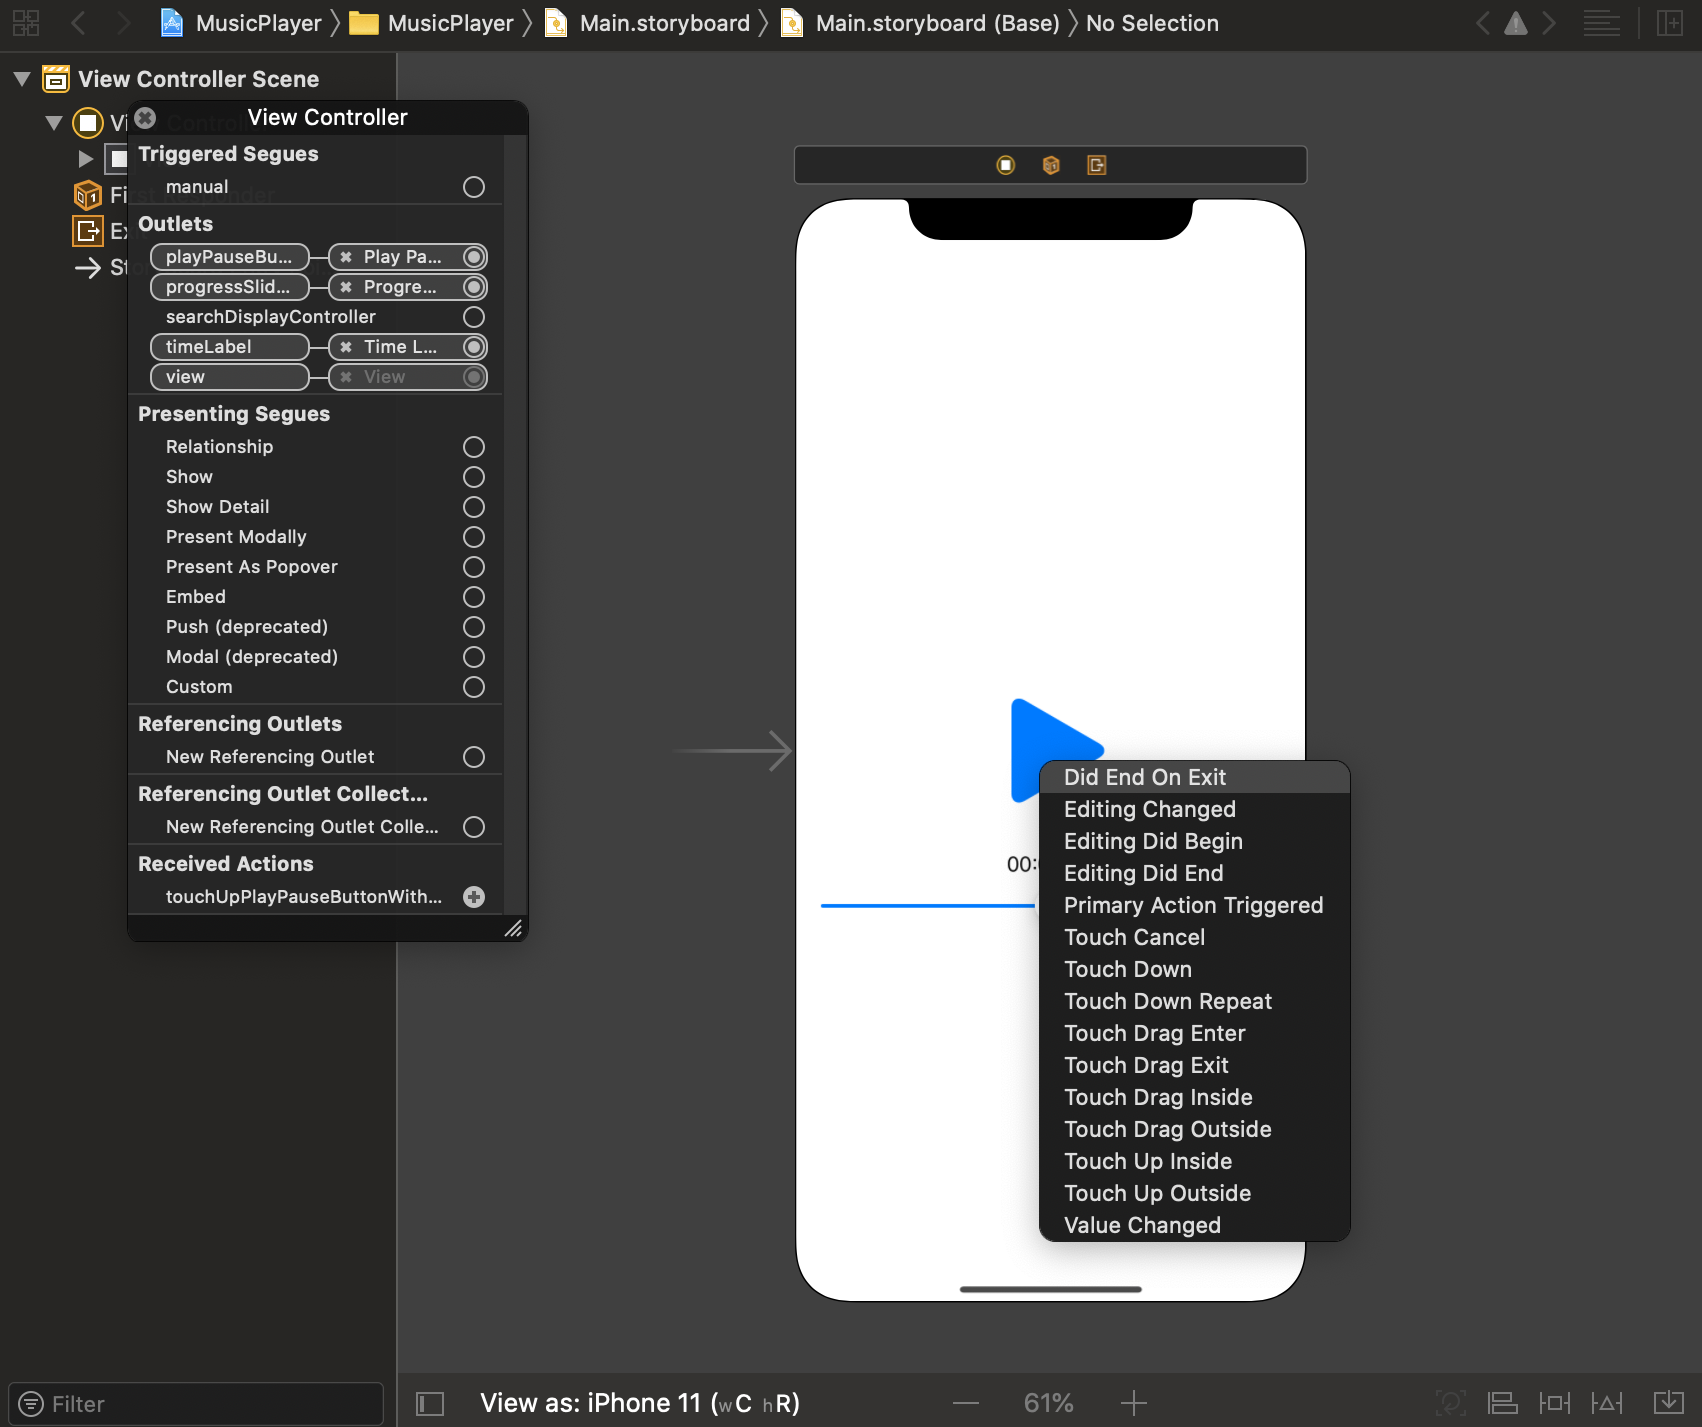 MusicPlayer MusicPlayer Main.storyboard Main.storyboard (Base) No Selection
View Controller Scene
View Controller
Triggered Segues
manual
Outlets
playPauseBu... Play Pa...
progressSlid... Progre...
searchDisplayController
timeLabel Time L...
view View
Presenting Segues
Relationship
Show
Show Detail
Present Modally
Present As Popover
Embed
Push (deprecated)
Modal (deprecated)
Custom
Referencing Outlets
New Referencing Outlet
Referencing Outlet Collect...
New Referencing Outlet Colle...
Received Actions
touchUpPlayPauseButtonWith...
00:
Did End On Exit
Editing Changed
Editing Did Begin
Editing Did End
Primary Action Triggered
Touch Cancel
Touch Down
Touch Down Repeat
Touch Drag Enter
Touch Drag Exit
Touch Drag Inside
Touch Drag Outside
Touch Up Inside
Touch Up Outside
Value Changed
Filter
View as: iPhone 11 (wC hR)
61%